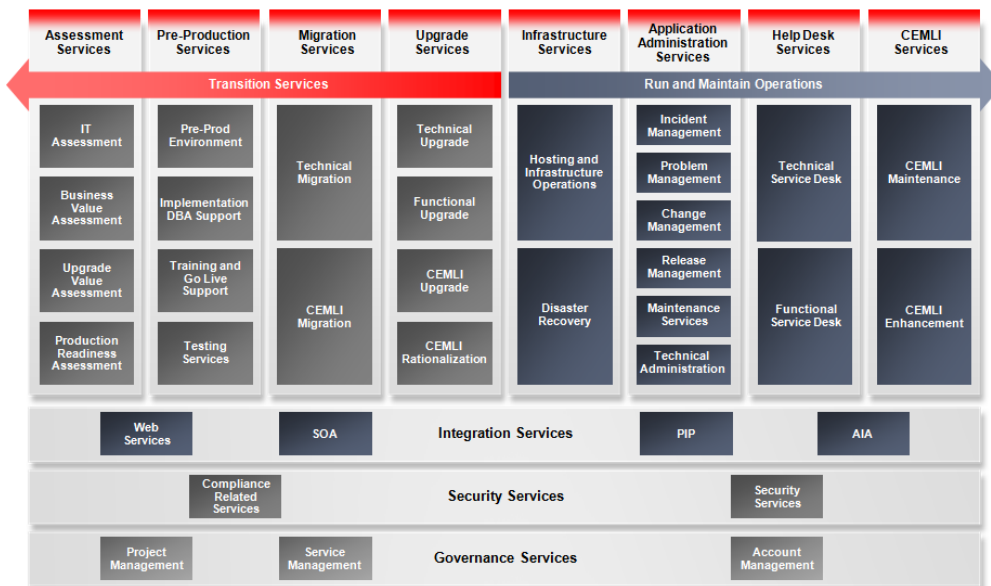 Assessment
Services
Pre-Production
Services
Migration
Services
Upgrade
Services
Infrastructure
Services
Application
Administration
Services
Help Desk
Services
CEMLI
Services
Transition Services
Run and Maintain Operations
IT
Assessment
Business
Value
Assessment
Upgrade
Value
Assessment
Production
Readiness
Assessment
Pre-Prod
Environment
Implementation
DBA Support
Training and
Go Live
Support
Testing
Services
Technical
Migration
CEMLI
Migration
Technical
Upgrade
Functional
Upgrade
CEMLI
Upgrade
CEMLI
Rationalization
Hosting and
Infrastructure
Operations
Disaster
Recovery
Incident
Management
Problem
Management
Change
Management
Release
Management
Maintenance
Services
Technical
Administration
Technical
Service Desk
Functional
Service Desk
CEMLI
Maintenance
CEMLI
Enhancement
Web
Services
SOA
Integration Services
PIP
AIA
Compliance
Related
Services
Security Services
Security
Services
Project
Management
Service
Management
Governance Services
Account
Management